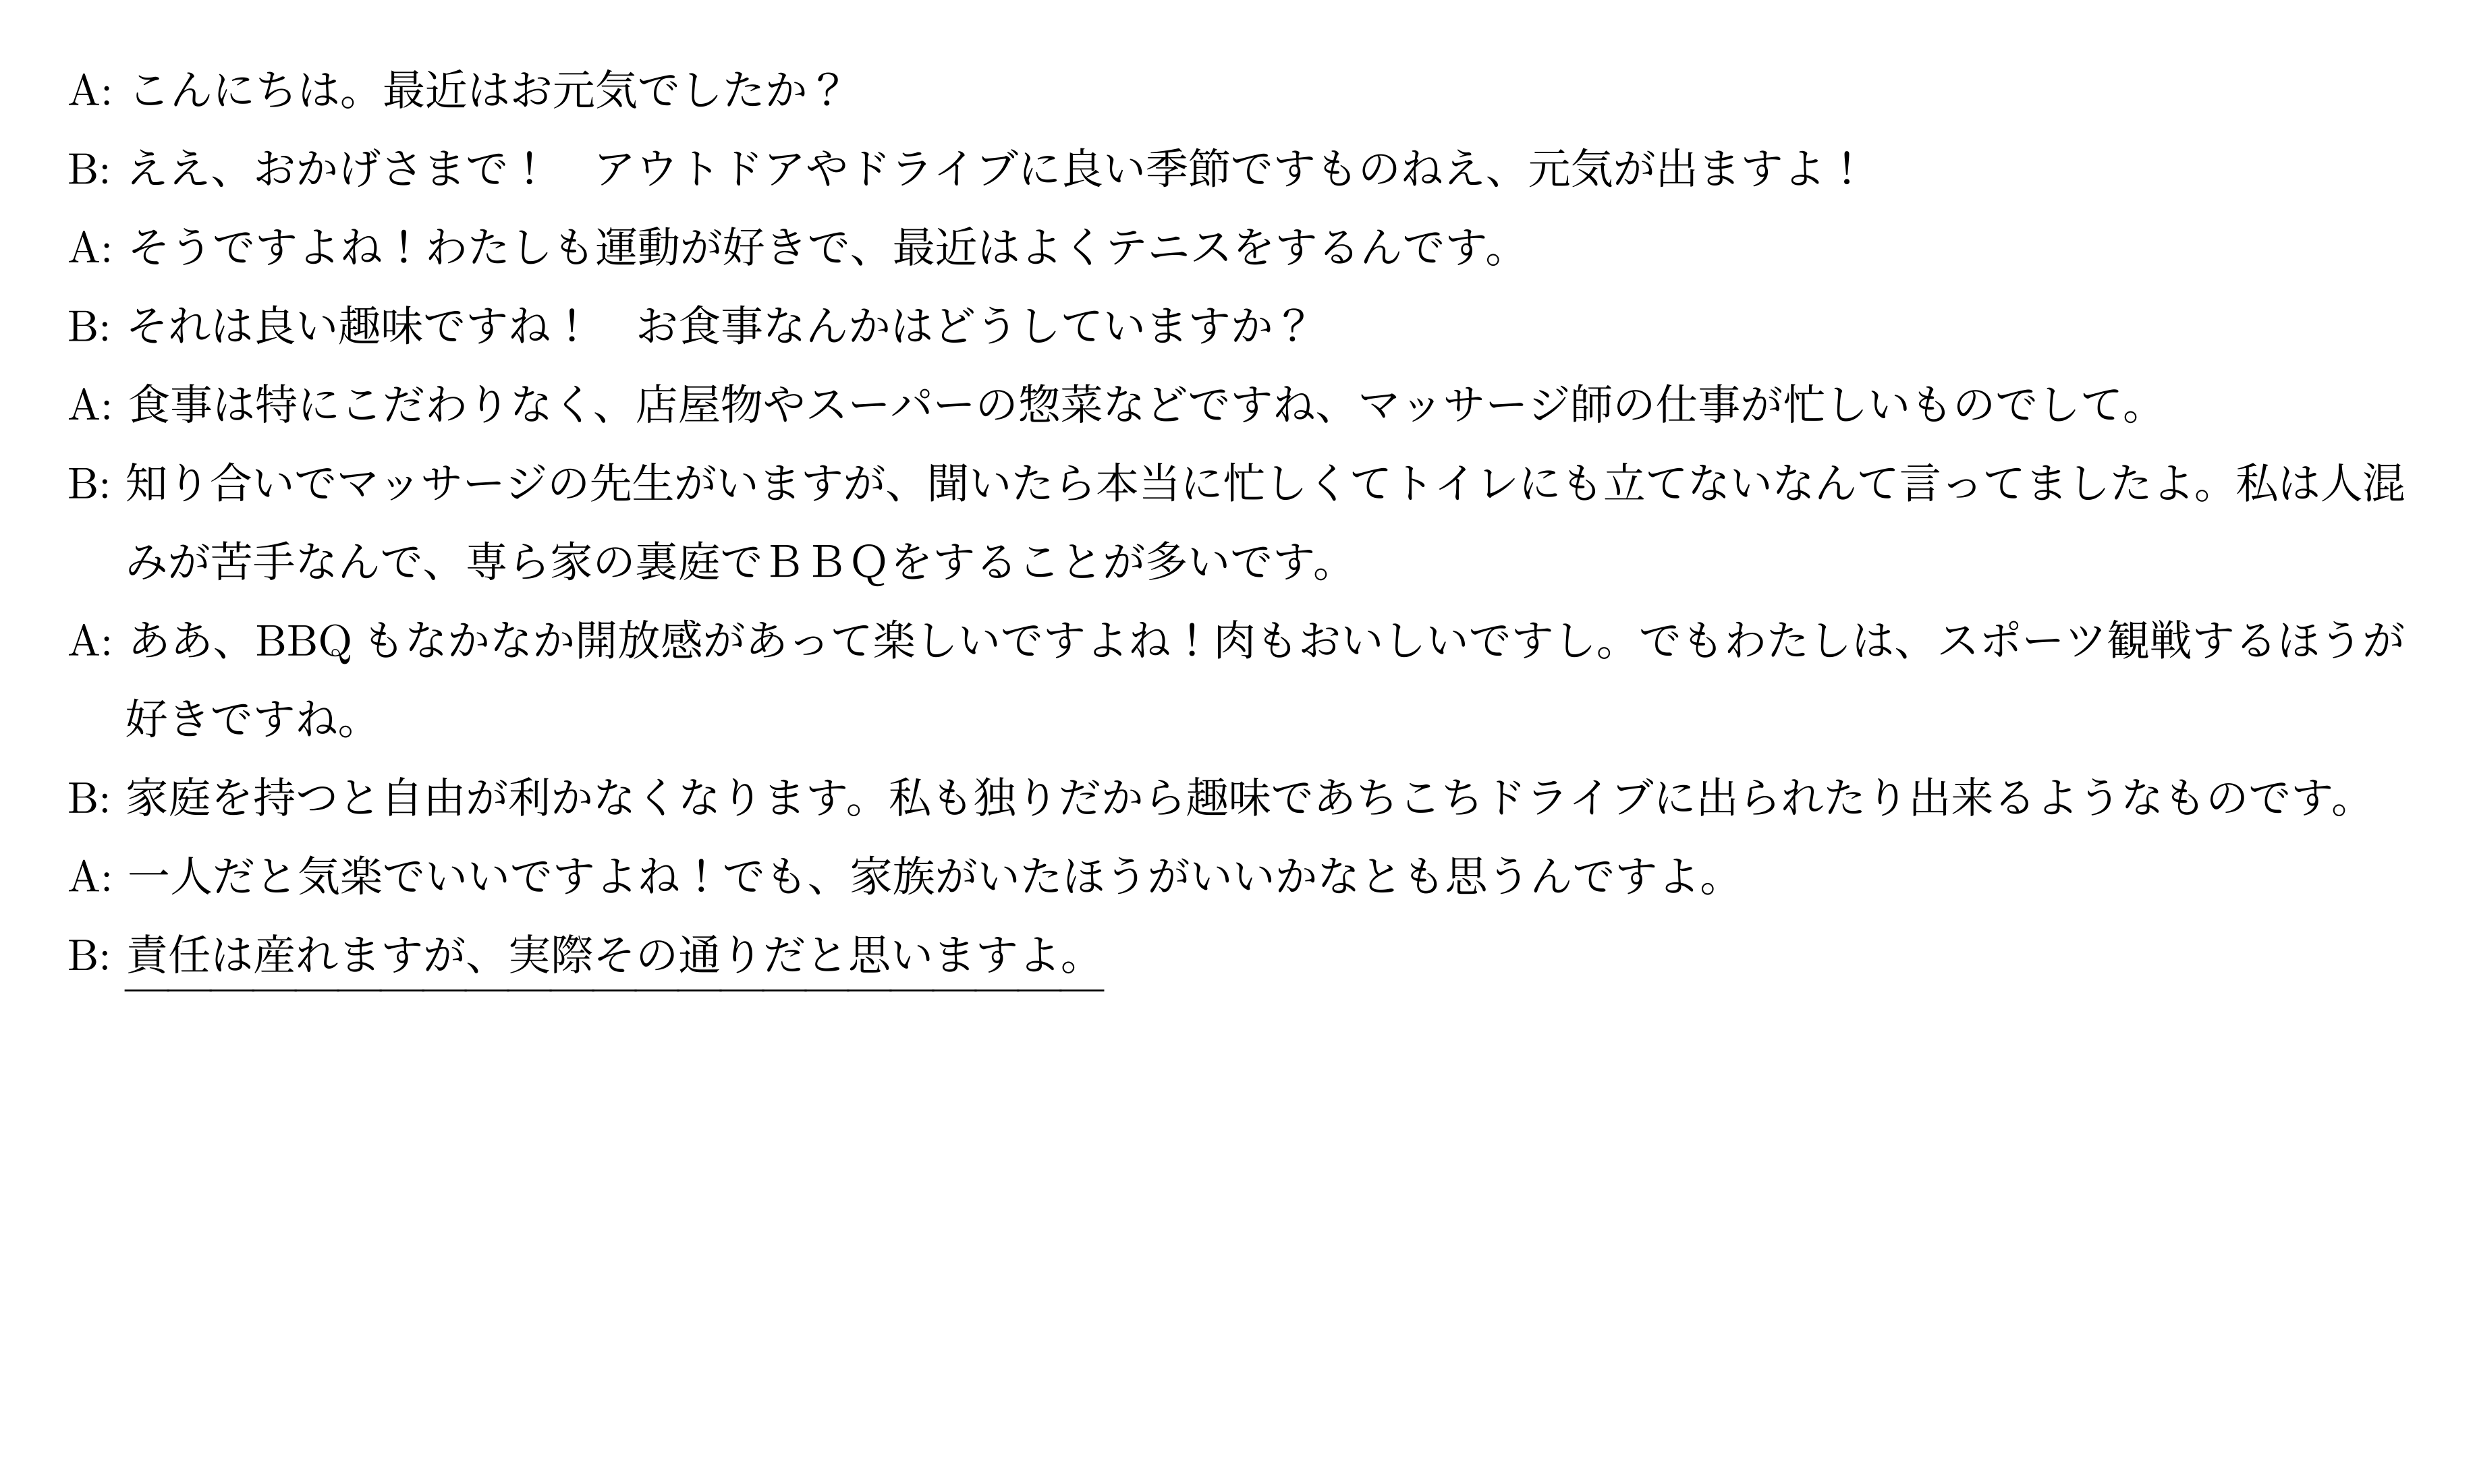 A: こんにちは。最近はお元気でしたか？
B: ええ、おかげさまで！　アウトドアやドライブに良い季節ですものねえ、元気が出ますよ！
A: そうですよね！わたしも運動が好きで、最近はよくテニスをするんです。
B: それは良い趣味ですね！　お食事なんかはどうしていますか？
A: 食事は特にこだわりなく、店屋物やスーパーの惣菜などですね、マッサージ師の仕事が忙しいものでして。
B: 知り合いでマッサージの先生がいますが、聞いたら本当に忙しくてトイレにも立てないなんて言ってましたよ。私は人混
みが苦手なんで、専ら家の裏庭でＢＢＱをすることが多いです。
A: ああ、BBQ もなかなか開放感があって楽しいですよね！肉もおいしいですし。でもわたしは、スポーツ観戦するほうが
好きですね。
B: 家庭を持つと自由が利かなくなります。私も独りだから趣味であちこちドライブに出られたり出来るようなものです。
A: 一人だと気楽でいいですよね！でも、家族がいたほうがいいかなとも思うんですよ。
B: 責任は産れますが、実際その通りだと思いますよ。